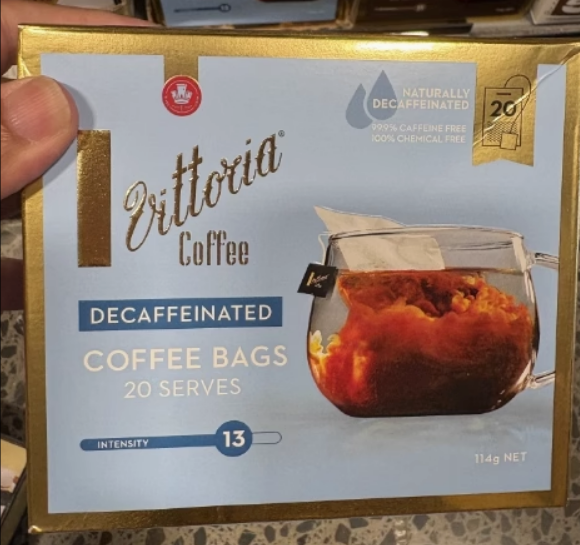 NATURALLY
DECAFFEINATED
99.9% CAFFEINE FREE
100% CHEMICAL FREE
20
Vittoria®
Coffee
DECAFFEINATED
COFFEE BAGS
20 SERVES
INTENSITY 13
114g NET